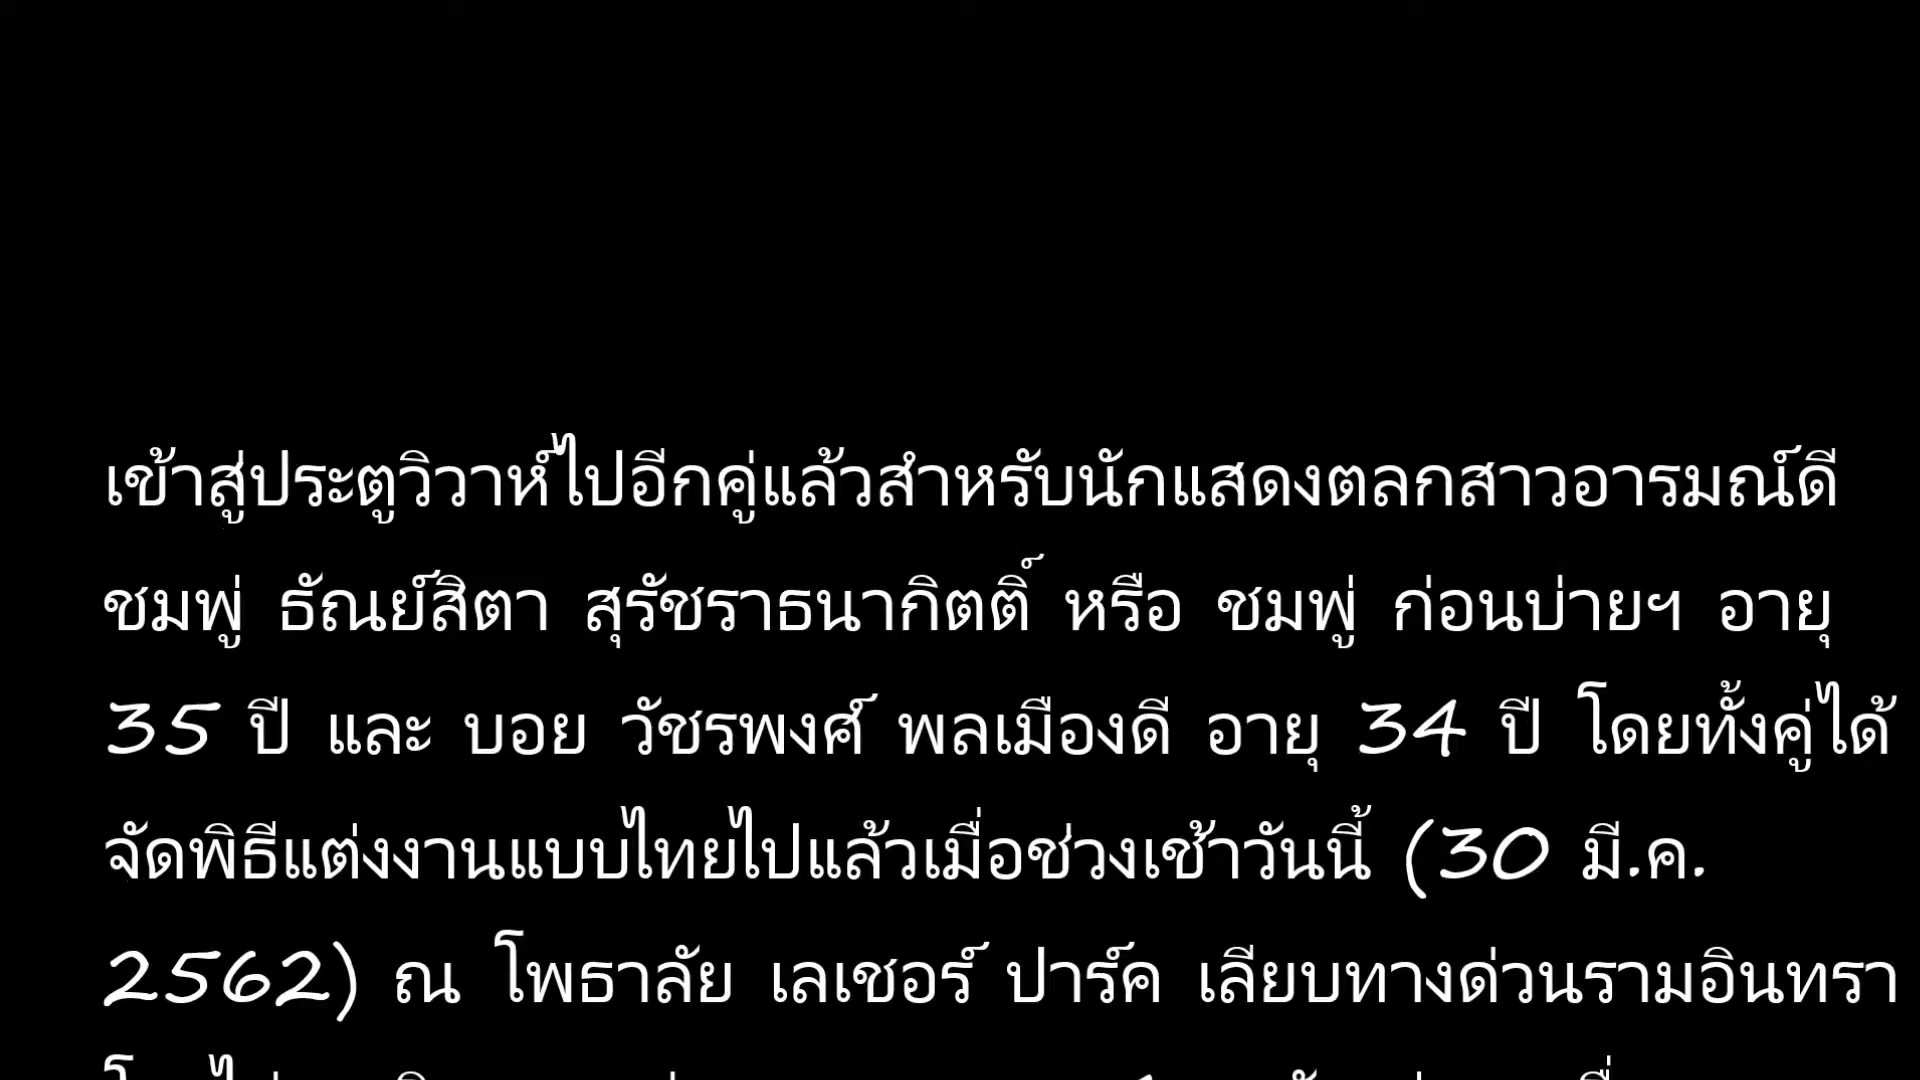 เข้าสู่ประตูวิวาห์ไปอีกคู่แล้วสำหรับนักแสดงตลกสาวอารมณ์ดี
ชมพู่ ธัณย์สิตา สุรัชราธนากิตติ์ หรือ ชมพู่ ก่อนบ่ายฯ อายุ
35 ปี และ บอย วัชรพงศ์ พลเมืองดี อายุ 34 ปี โดยทั้งคู่ได้
จัดพิธีแต่งงานแบบไทยไปแล้วเมื่อช่วงเช้าวันนี้ (30 มี.ค.
2562) ณ โพธาลัย เลเชอร์ ปาร์ค เลียบทางด่วนรามอินทรา